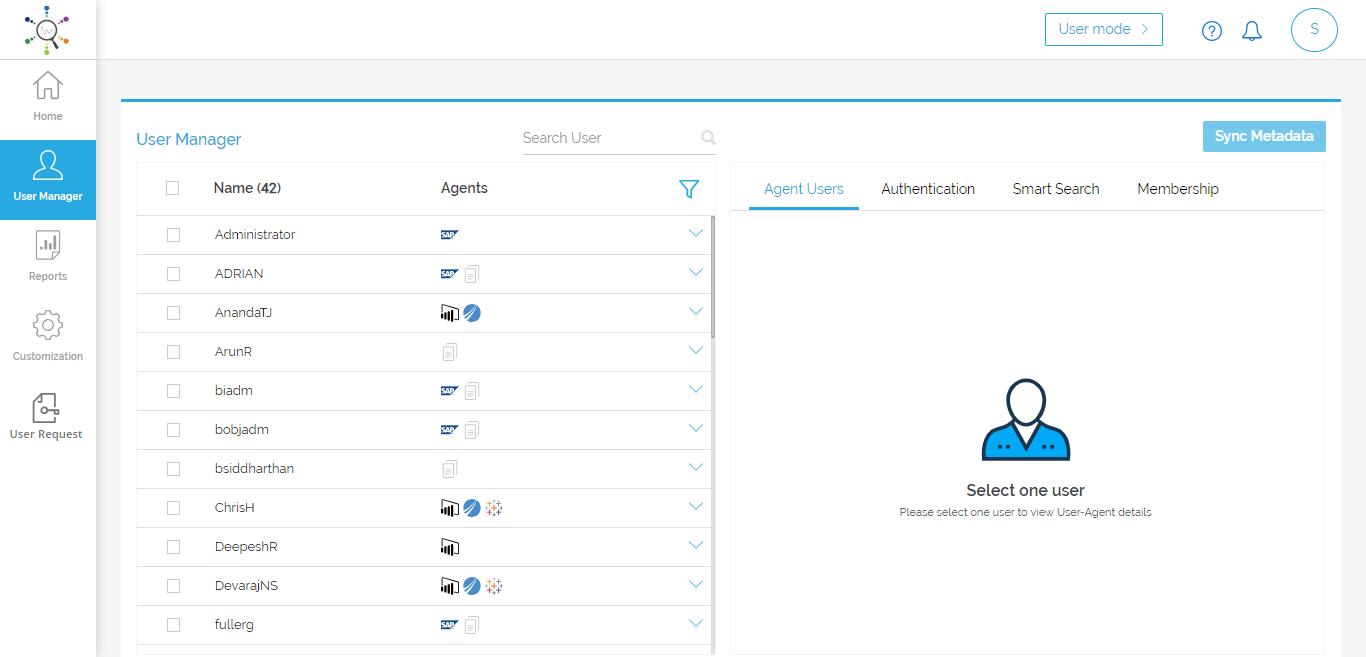 User mode
S
Home
User Manager
Reports
Customization
User Request
User Manager
Search User
Sync Metadata
Name (42)
Agents
Administrator
SAP
ADRIAN
SAP
AnandaTJ
ArunR
biadm
SAP
bobjadm
SAP
bsiddharthan
ChrisH
DeepeshR
DevarajNS
fullerg
SAP
Agent Users
Authentication
Smart Search
Membership
Select one user
Please select one user to view User-Agent details